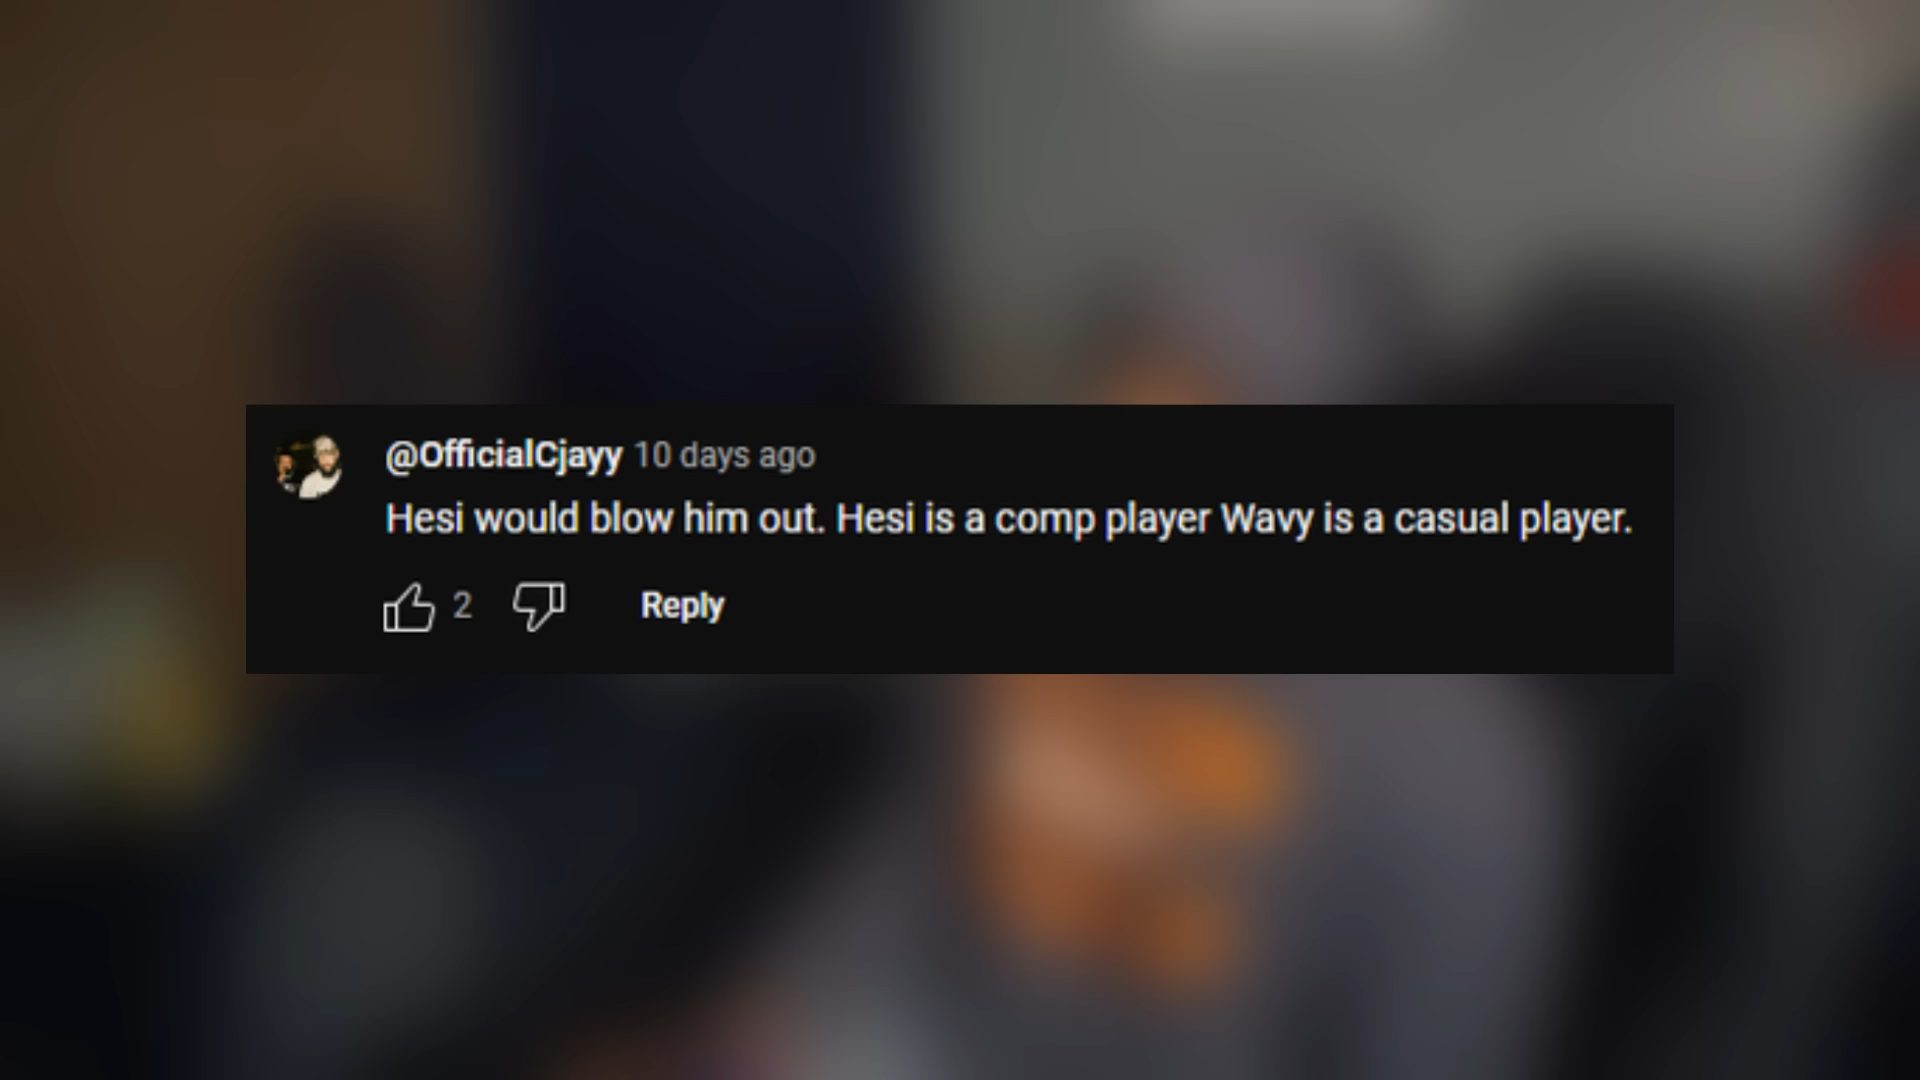 @OfficialCjayy 10 days ago
Hesi would blow him out. Hesi is a comp player Wavy is a casual player.
2 Reply